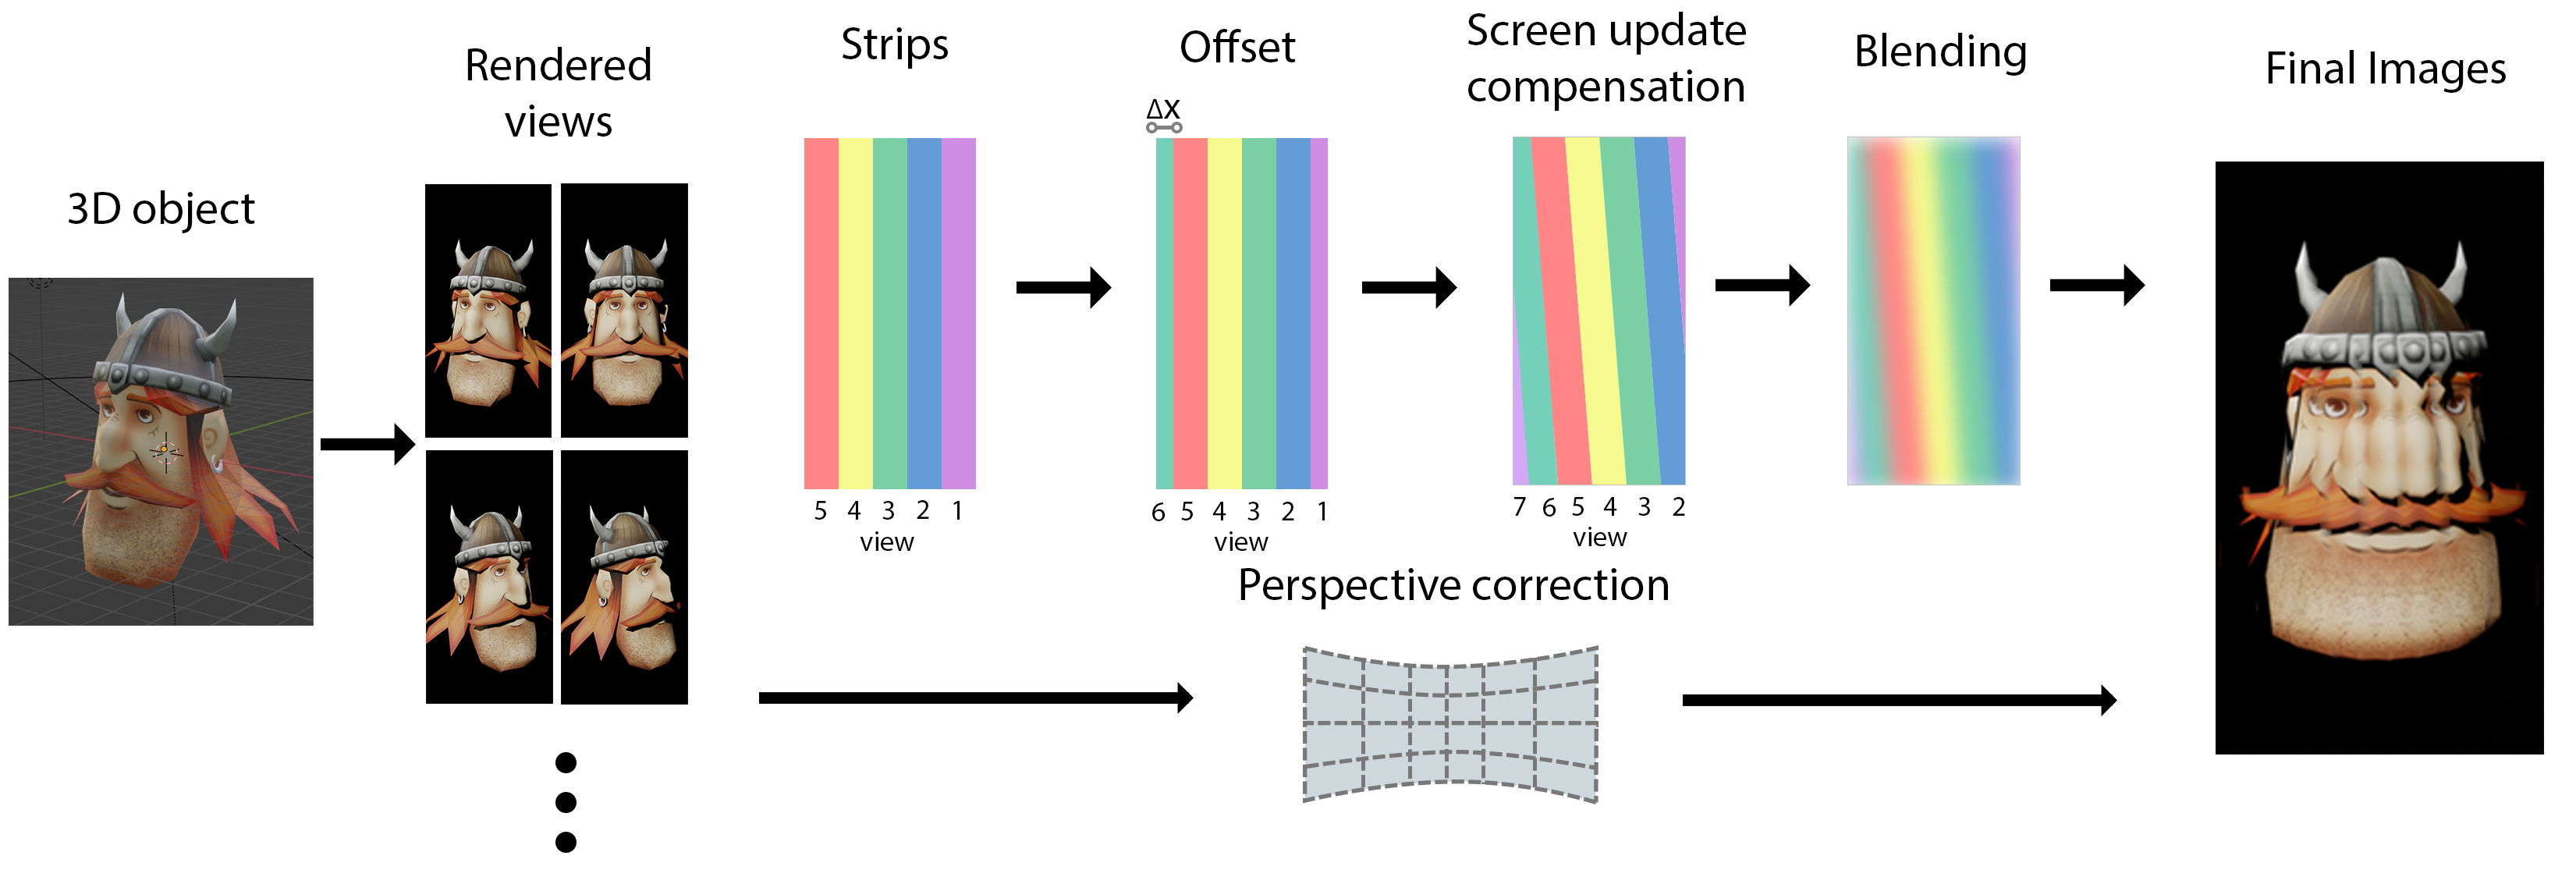 3D object
Rendered
views
Strips
5 4 3 2 1
view
Offset
Δx
6 5 4 3 2 1
view
Screen update
compensation
7 6 5 4 3 2
view
Blending
Perspective correction
Final Images